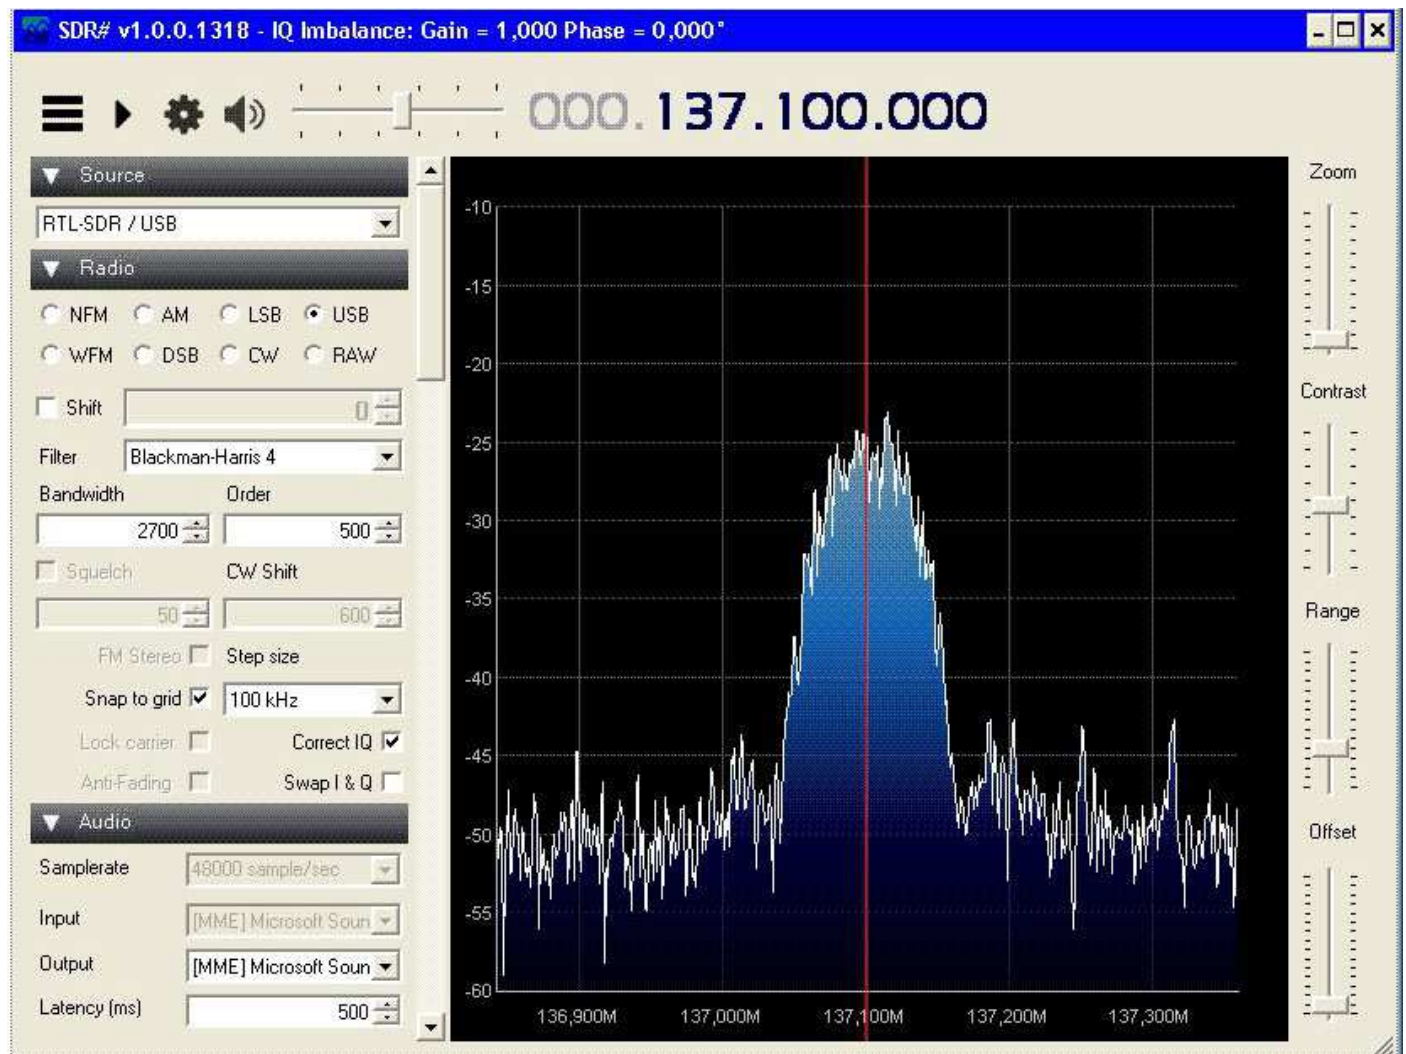 SDR# v1.0.0.1318 - IQ Imbalance: Gain = 1,000 Phase = 0,000°
000.137.100.000
Source
RTL-SDR / USB
Radio
NFM AM LSB USB
WFM DSB CW RAW
Shift 0
Filter Blackman-Harris 4
Bandwidth Order
2700 500
Squelch CW Shift
50 600
FM Stereo Step size
Snap to grid 100 kHz
Lock carrier Correct IQ
Anti-Fading Swap I & Q
Audio
Samplerate 48000 sample/sec
Input [MME] Microsoft Soun
Output [MME] Microsoft Soun
Latency (ms) 500
-10
-15
-20
-25
-30
-35
-40
-45
-50
-55
-60
136,900M 137,000M 137,100M 137,200M 137,300M
Zoom
Contrast
Range
Offset